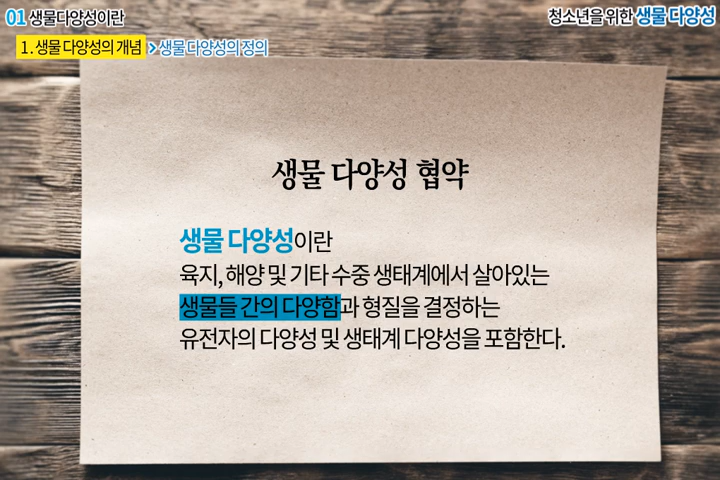 01 생물다양성이란
청소년을 위한 생물 다양성
1. 생물 다양성의 개념 > 생물 다양성의 정의
생물 다양성 협약
생물 다양성이란
육지, 해양 및 기타 수중 생태계에서 살아있는
생물들 간의 다양함과 형질을 결정하는
유전자의 다양성 및 생태계 다양성을 포함한다.